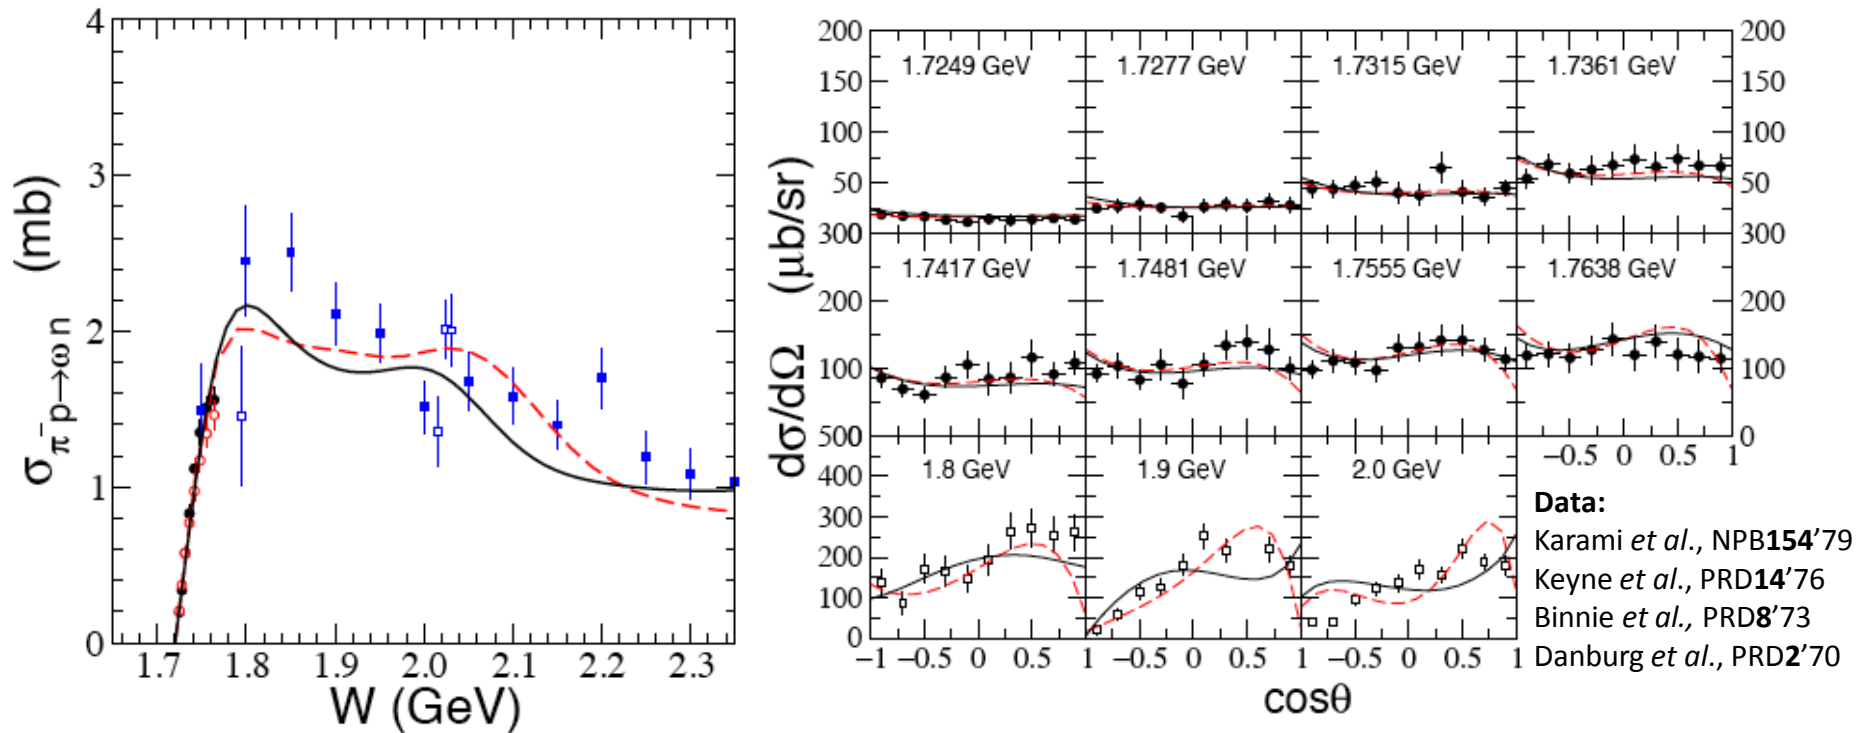 4
3
2
1
0
σπ⁻p→ωn (mb)
1.7 1.8 1.9 2.0 2.1 2.2 2.3
W (GeV)
200 200
150 150
100 100
50 50
300 300
200 200
100 100
500 0
400
300
200
100
0
dσ/dΩ (μb/sr)
1.7249 GeV 1.7277 GeV 1.7315 GeV 1.7361 GeV
1.7417 GeV 1.7481 GeV 1.7555 GeV 1.7638 GeV
1.8 GeV 1.9 GeV 2.0 GeV
−0.5 0 0.5 1
−1 −0.5 0 0.5 −0.5 0 0.5 1 −0.5 0 0.5 1
cosθ
Data:
Karami et al., NPB154'79
Keyne et al., PRD14'76
Binnie et al., PRD8'73
Danburg et al., PRD2'70